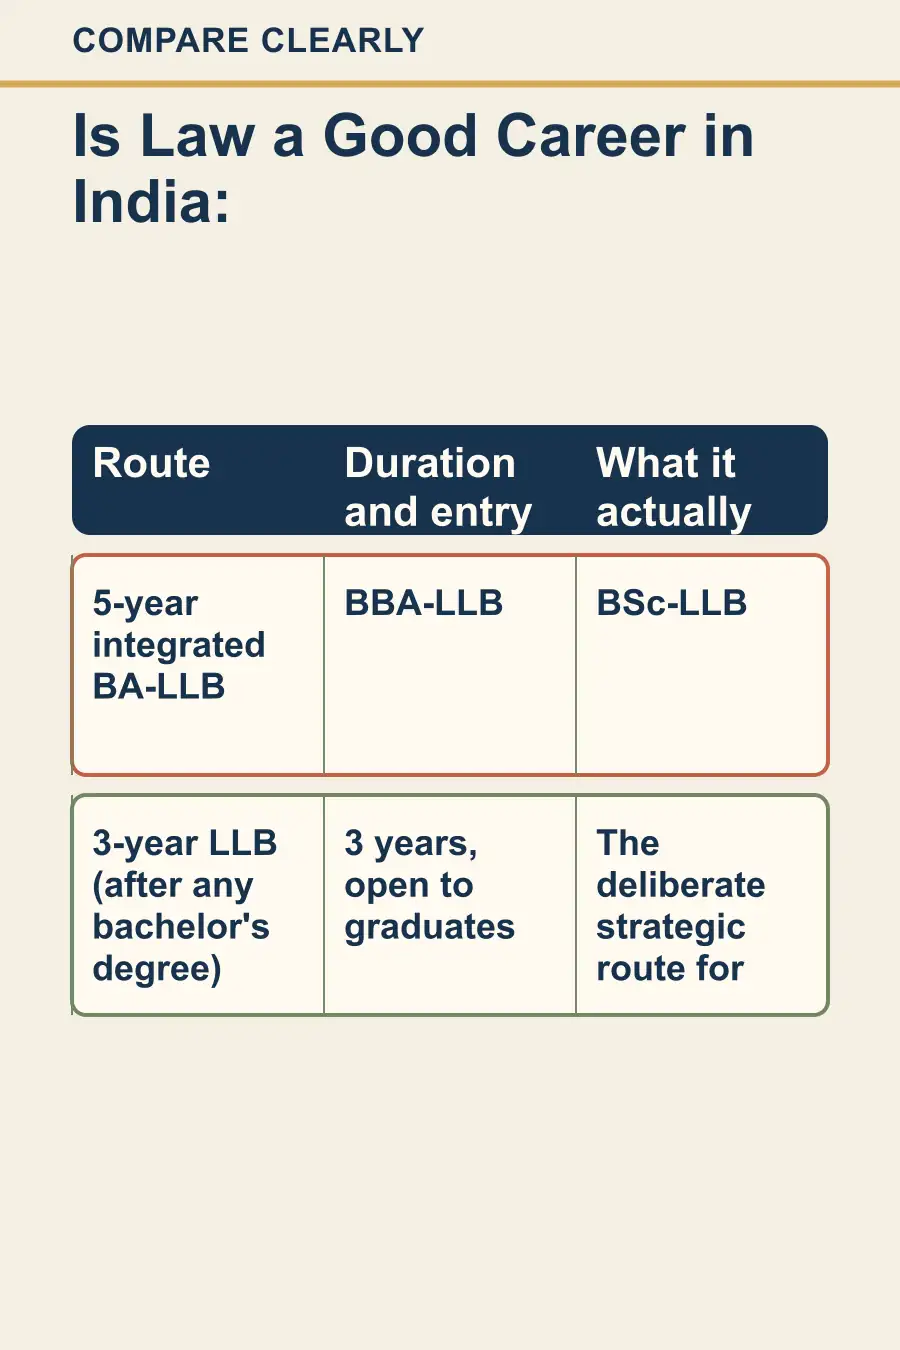 COMPARE CLEARLY
Is Law a Good Career in
India:
Route
Duration
and entry
What it
actually
5-year
integrated
BA-LLB
BBA-LLB
BSc-LLB
3-year LLB
(after any
bachelor's
degree)
3 years,
open to
graduates
The
deliberate
strategic
route for